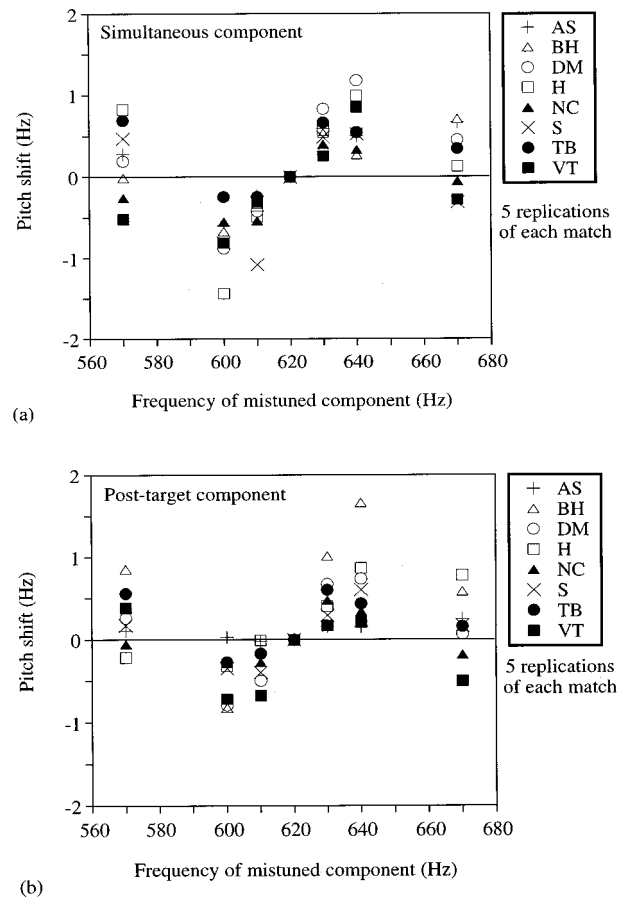 2
Simultaneous component
1
0
-1
-2
Pitch shift (Hz)
560 580 600 620 640 660 680
Frequency of mistuned component (Hz)
(a)
AS
BH
DM
H
NC
S
TB
VT
5 replications
of each match
2
Post-target component
1
0
-1
-2
Pitch shift (Hz)
560 580 600 620 640 660 680
Frequency of mistuned component (Hz)
(b)
AS
BH
DM
H
NC
S
TB
VT
5 replications
of each match